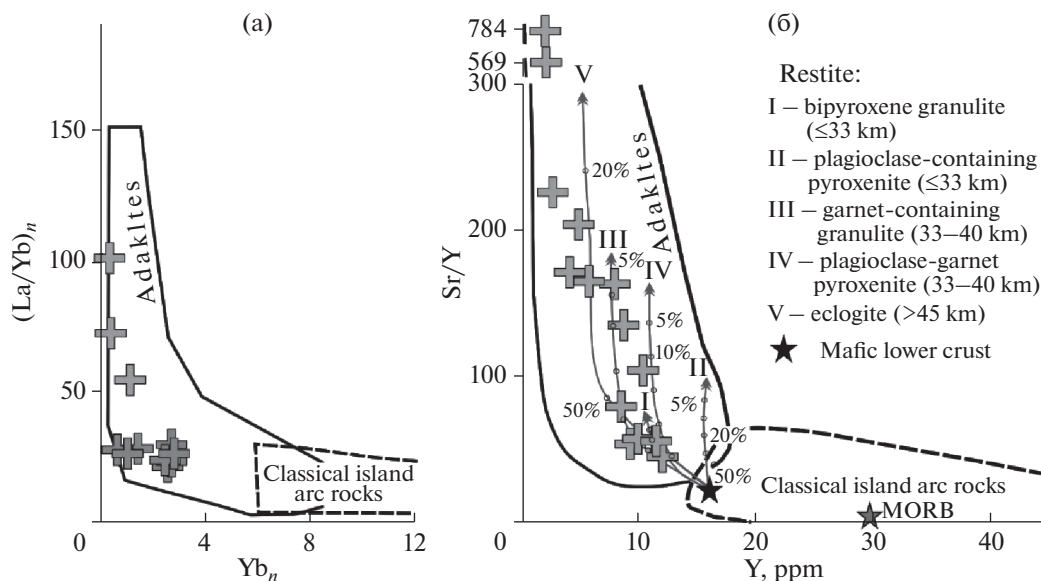 (а)
150
100
50
0
4
8
12
(La/Yb)n
Ybn
Adakltes
Classical island
arc rocks
(б)
784
569
300
200
100
0
10
20
30
40
Sr/Y
Y, ppm
V
20%
III
5%
IV
5%
10%
II
5%
20%
50%
I
50%
Adakltes
Classical island arc rocks
MORB
Restite:
I – bipyroxene granulite
(≤33 km)
II – plagioclase-containing
pyroxenite (≤33 km)
III – garnet-containing
granulite (33–40 km)
IV – plagioclase-garnet
pyroxenite (33–40 km)
V – eclogite (>45 km)
Mafic lower crust